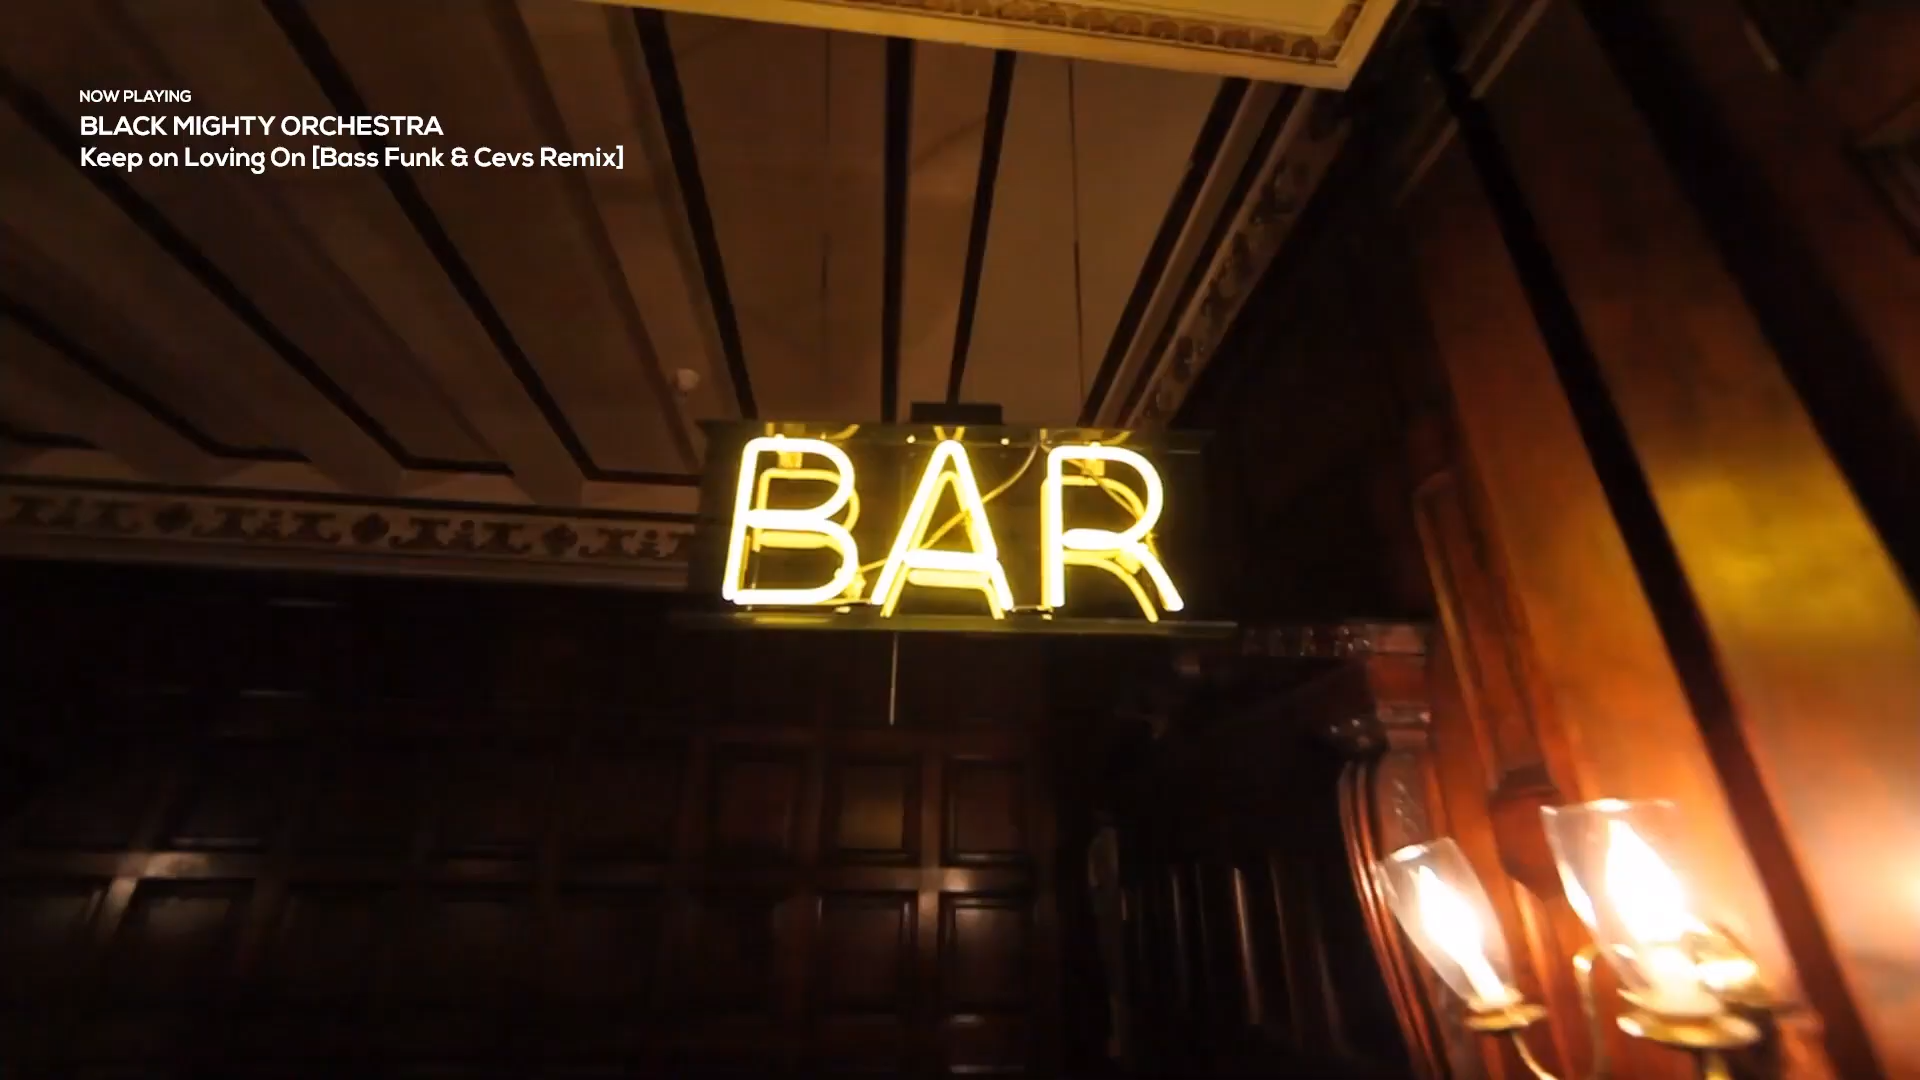 NOW PLAYING
BLACK MIGHTY ORCHESTRA
Keep on Loving On [Bass Funk & Cevs Remix]
BAR